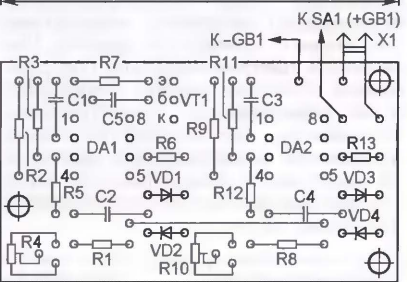 К SA1 (+GB1)
К –GB1 X1
R3 R7 R11
C1 э
C5 8 б VT1 C3
1 к R9 1 8
DA1 R6 DA2 R13
R2 4 5 4 5
R5 VD1 R12 VD3
C2 C4
VD4
R4 VD2
R1 R10 R8